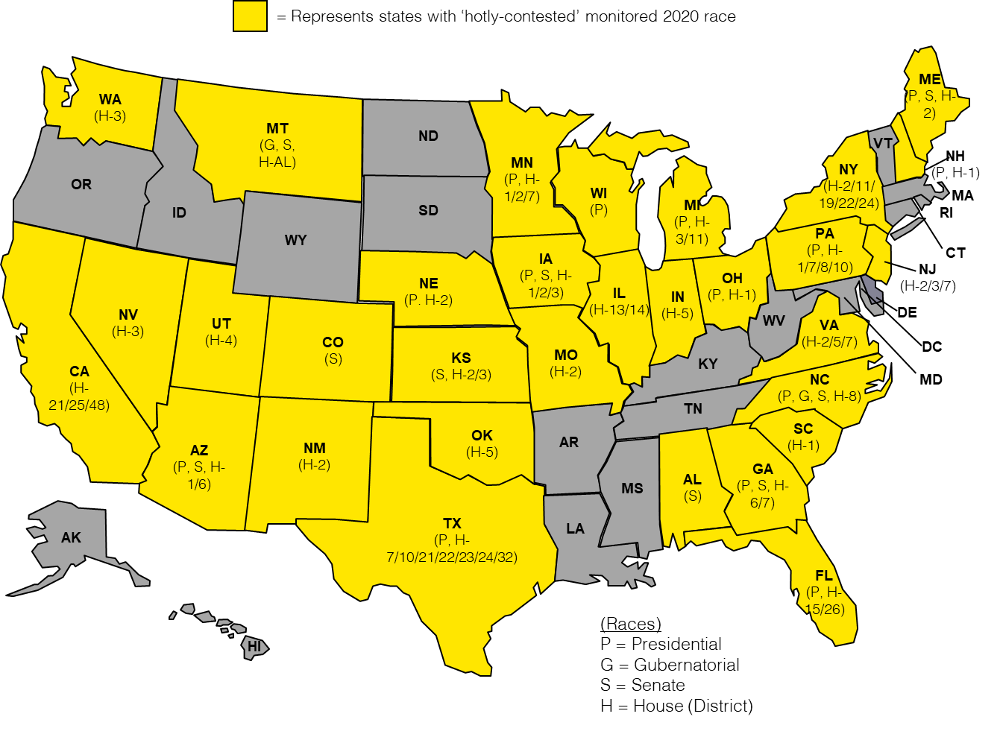 = Represents states with ‘hotly-contested’ monitored 2020 race
WA
(H-3)
OR
ID
MT
(G, S,
H-AL)
WY
ND
SD
MN
(P, H-
1/2/7)
WI
(P)
MI
(P, H-
3/11)
ME
(P, S, H-
2)
VT
NH
(P, H-1)
NY
(H-2/11/
19/22/24)
MA
RI
CT
PA
(P, H-
1/7/8/10)
NJ
(H-2/3/7)
DE
DC
MD
NV
(H-3)
UT
(H-4)
CO
(S)
NE
(P. H-2)
IA
(P, S, H-
1/2/3)
IL
(H-13/14)
IN
(H-5)
OH
(P, H-1)
WV
VA
(H-2/5/7)
CA
(H-
21/25/48)
KS
(S, H-2/3)
MO
(H-2)
KY
NC
(P, G, S, H-8)
TN
SC
(H-1)
AZ
(P, S, H-
1/6)
NM
(H-2)
OK
(H-5)
AR
MS
AL
(S)
GA
(P, S, H-
6/7)
TX
(P, H-
7/10/21/22/23/24/32)
LA
FL
(P, H-
15/26)
AK
HI
(Races)
P = Presidential
G = Gubernatorial
S = Senate
H = House (District)